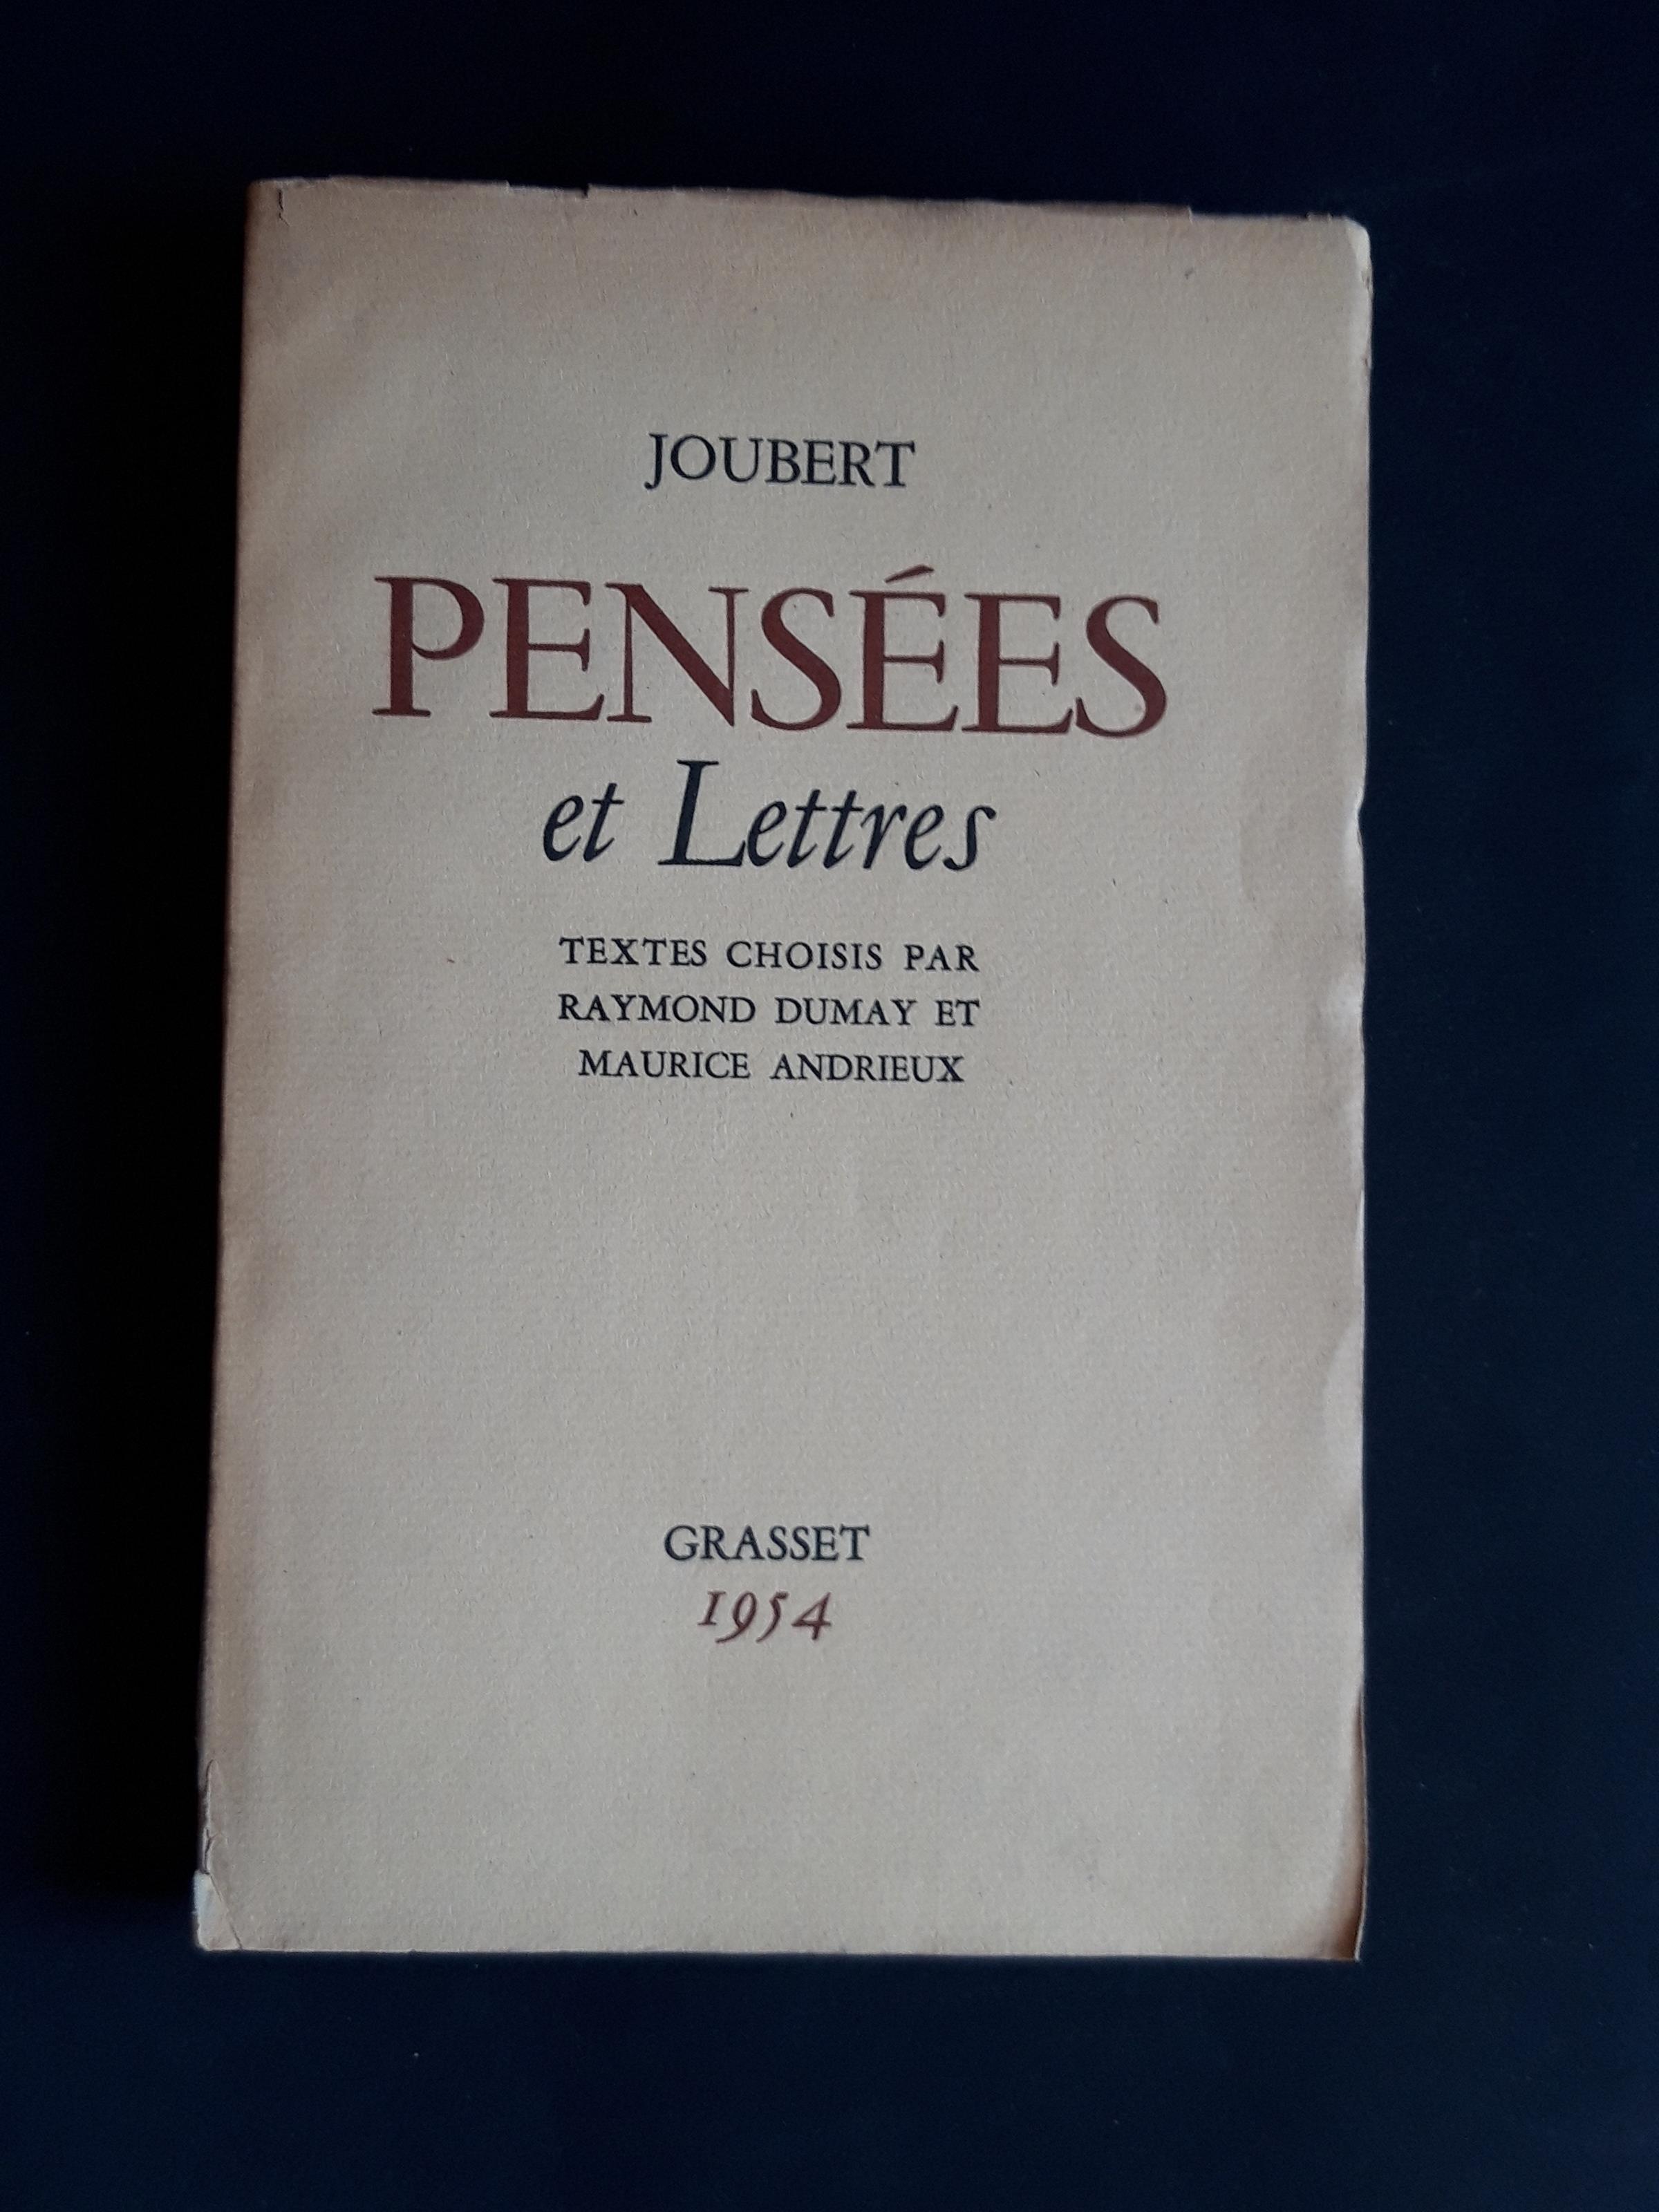 JOUBERT
PENSÉES
et Lettres
TEXTES CHOISIS PAR
RAYMOND DUMAY ET
MAURICE ANDRIEUX
GRASSET
1954